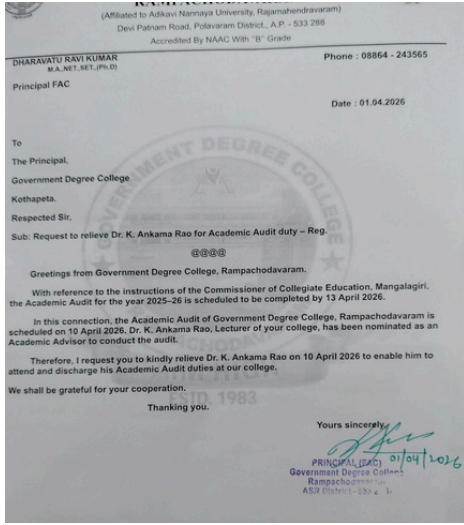 (Affiliated to Adikavi Nannaya University, Rajamahendravaram)
Devi Patnam Road, Polavaram District., A.P. - 533 288
Accredited By NAAC With "B" Grade
DHARAVATU RAVI KUMAR
M.A.,NET.,SET.,(Ph.D)
Principal FAC
Phone : 08864 - 243565
Date : 01.04.2026
To
The Principal,
Government Degree College
Kothapeta.
Respected Sir,
Sub: Request to relieve Dr. K. Ankama Rao for Academic Audit duty – Reg.
@@@@
Greetings from Government Degree College, Rampachodavaram.
With reference to the instructions of the Commissioner of Collegiate Education, Mangalagiri,
the Academic Audit for the year 2025–26 is scheduled to be completed by 13 April 2026.
In this connection, the Academic Audit of Government Degree College, Rampachodavaram is
scheduled on 10 April 2026. Dr. K. Ankama Rao, Lecturer of your college, has been nominated as an
Academic Advisor to conduct the audit.
Therefore, I request you to kindly relieve Dr. K. Ankama Rao on 10 April 2026 to enable him to
attend and discharge his Academic Audit duties at our college.
We shall be grateful for your cooperation.
Thanking you.
ESTD. 1983
GOVERNMENT DEGREE COLLEGE
Yours sincerely,
01/04/2026
PRINCIPAL (FAC)
Government Degree College
ASR District